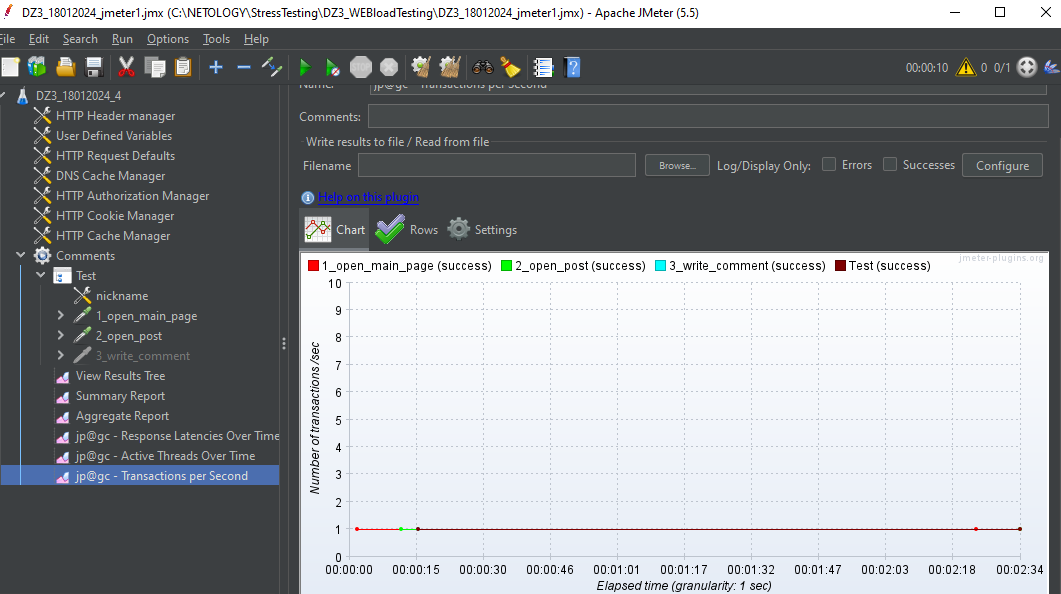 DZ3_18012024_jmeter1.jmx (C:\NETOLOGY\StressTesting\DZ3_WEBloadTesting\DZ3_18012024_jmeter1.jmx) - Apache JMeter (5.5)
File Edit Search Run Options Tools Help
00:00:10 0 0/1
DZ3_18012024_4
HTTP Header manager
User Defined Variables
HTTP Request Defaults
DNS Cache Manager
HTTP Authorization Manager
HTTP Cookie Manager
HTTP Cache Manager
Comments
Test
nickname
1_open_main_page
2_open_post
3_write_comment
View Results Tree
Summary Report
Aggregate Report
jp@gc - Response Latencies Over Time
jp@gc - Active Threads Over Time
jp@gc - Transactions per Second
Name: jp@gc - Transactions per Second
Comments:
Write results to file / Read from file
Filename Browse... Log/Display Only: Errors Successes Configure
Help on this plugin
Chart Rows Settings
jmeter-plugins.org
1_open_main_page (success) 2_open_post (success) 3_write_comment (success) Test (success)
Number of transactions /sec
10
9
8
7
6
5
4
3
2
1
0
00:00:00 00:00:15 00:00:30 00:00:46 00:01:01 00:01:17 00:01:32 00:01:47 00:02:03 00:02:18 00:02:34
Elapsed time (granularity: 1 sec)